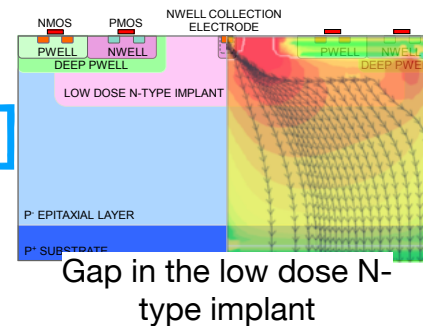 NMOS PMOS NWELL COLLECTION
ELECTRODE
PWELL NWELL PWELL NWELL
DEEP PWELL DEEP PWE
LOW DOSE N-TYPE IMPLANT
P- EPITAXIAL LAYER
P+ SUBSTRATE
Gap in the low dose N-
type implant